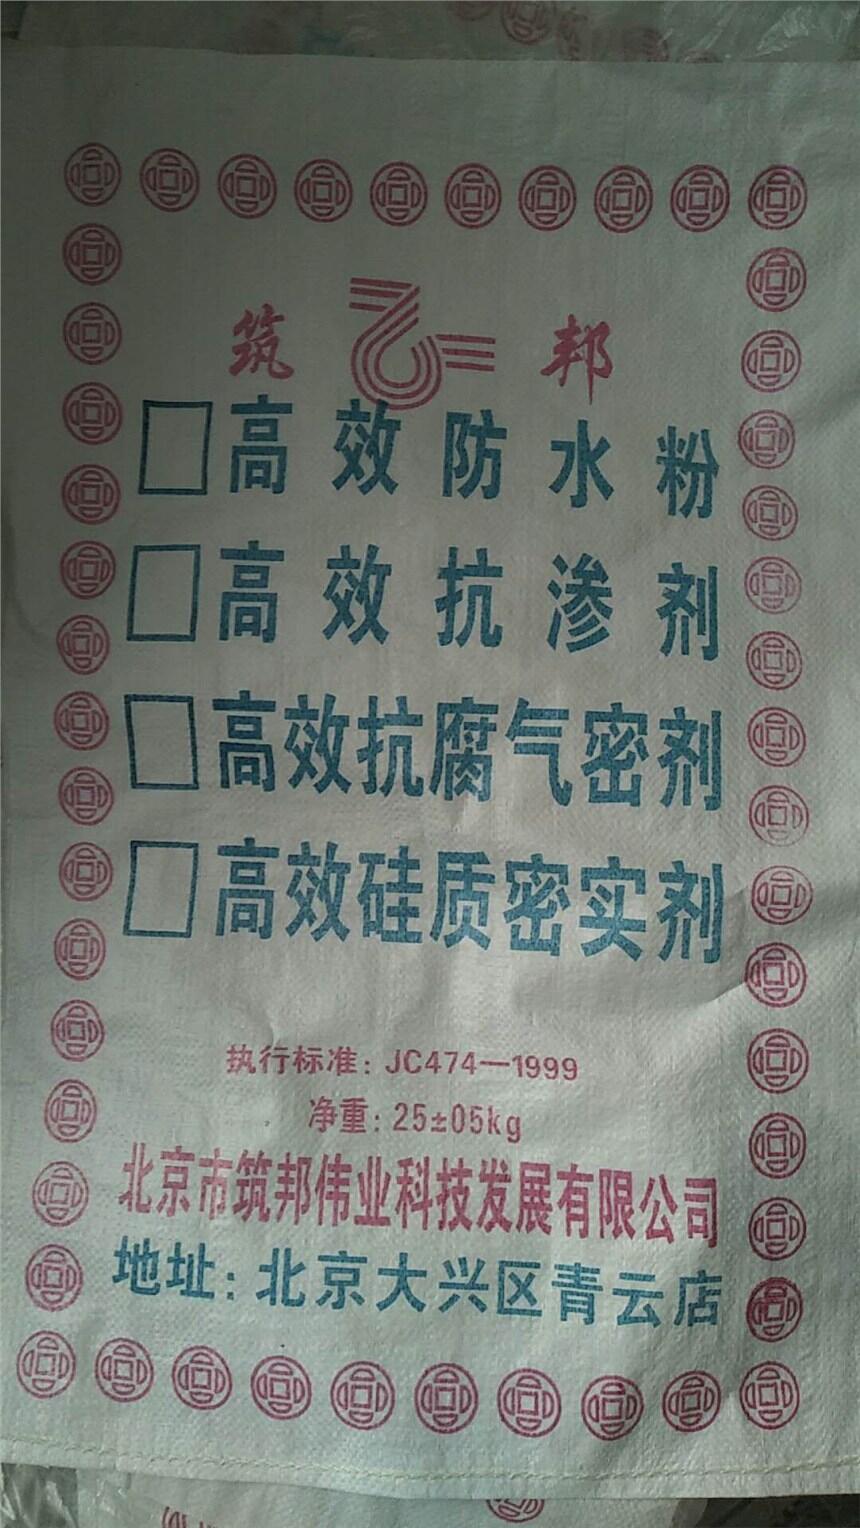 筑 邦
□高效防水粉
□高效抗渗剂
□高效抗腐气密剂
□高效硅质密实剂
执行标准：JC474—1999
净重：25±05kg
北京市筑邦伟业科技发展有限公司
地址：北京大兴区青云店